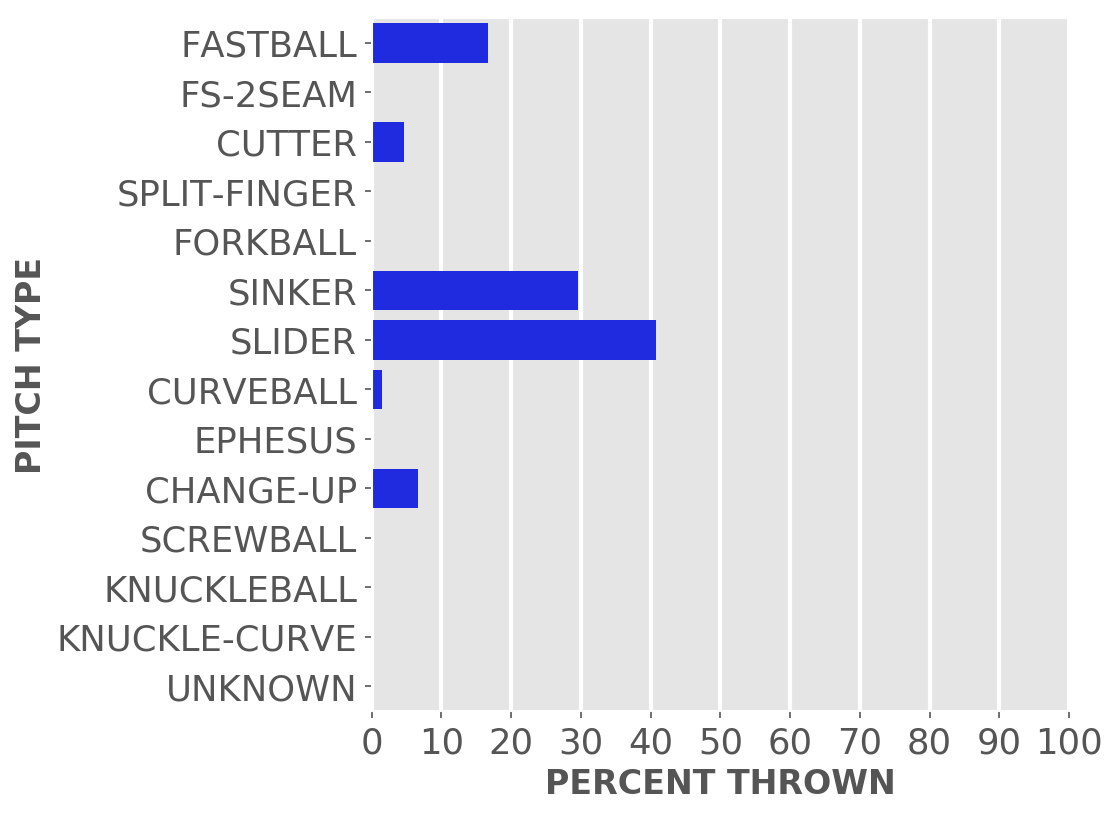 FASTBALL
FS-2SEAM
CUTTER
SPLIT-FINGER
FORKBALL
SINKER
SLIDER
CURVEBALL
EPHESUS
CHANGE-UP
SCREWBALL
KNUCKLEBALL
KNUCKLE-CURVE
UNKNOWN
PITCH TYPE
0 10 20 30 40 50 60 70 80 90 100
PERCENT THROWN